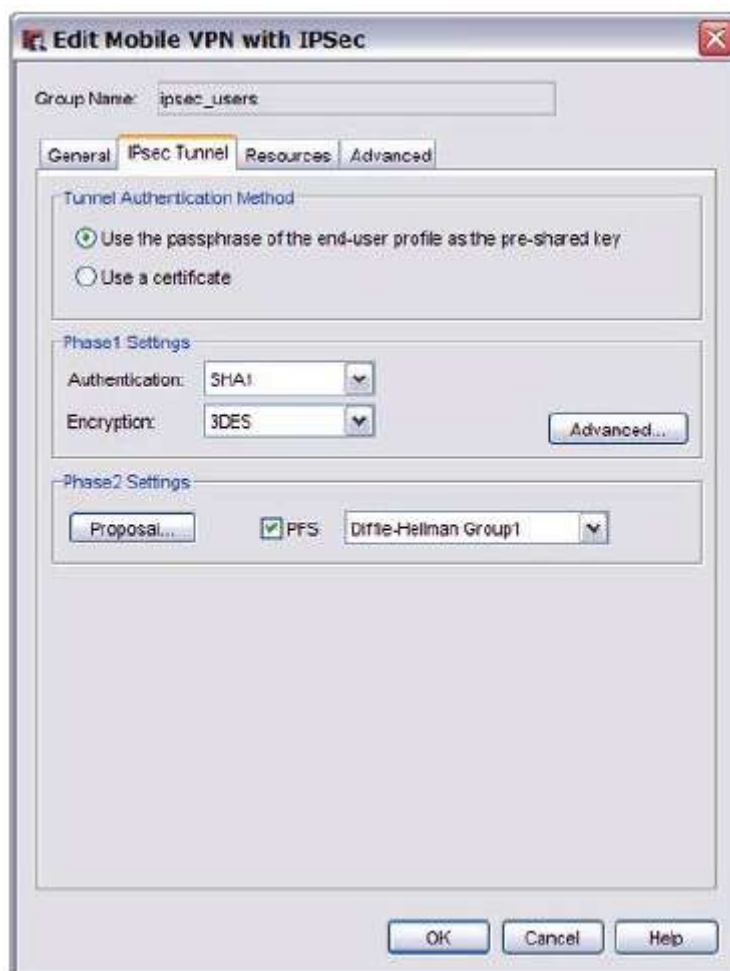 Edit Mobile VPN with IPSec
Group Name: ipsec_users
General IPsec Tunnel Resources Advanced
Tunnel Authentication Method
Use the passphrase of the end-user profile as the pre-shared key
Use a certificate
Phase1 Settings
Authentication: SHA1
Encryption: 3DES
Advanced...
Phase2 Settings
Proposal... PFS Diffie-Hellman Group1
OK Cancel Help